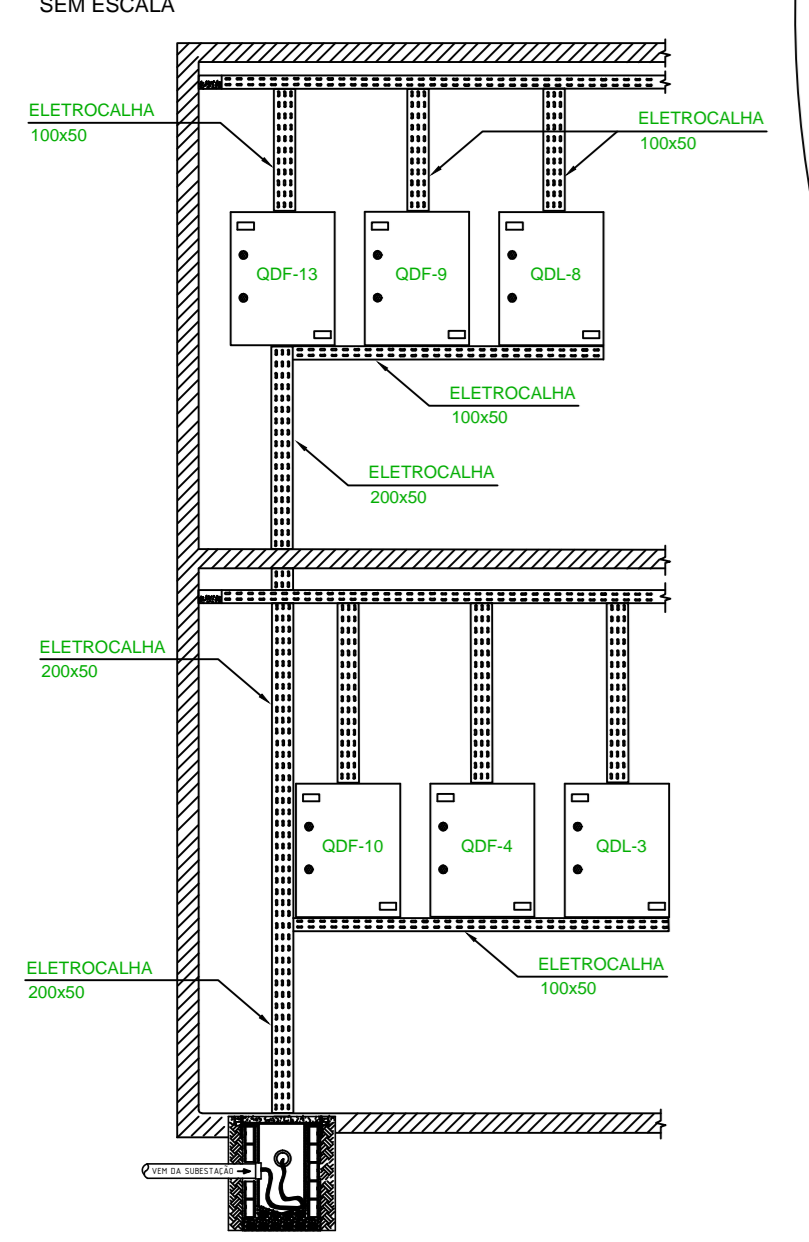 SEM ESCALA
ELETROCALHA
100x50
ELETROCALHA
100x50
QDF-13
QDF-9
QDL-8
ELETROCALHA
100x50
ELETROCALHA
200x50
ELETROCALHA
200x50
QDF-10
QDF-4
QDL-3
ELETROCALHA
200x50
ELETROCALHA
100x50
VEM DA SUBESTAÇÃO